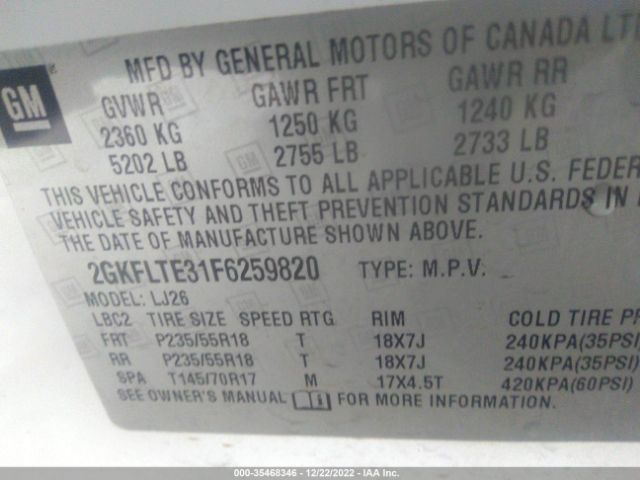 MFD BY GENERAL MOTORS OF CANADA LT
GM
GVWR GAWR FRT GAWR RR
2360 KG 1250 KG 1240 KG
5202 LB 2755 LB 2733 LB
THIS VEHICLE CONFORMS TO ALL APPLICABLE U.S. FEDER
VEHICLE SAFETY AND THEFT PREVENTION STANDARDS IN
THE DATE OF MANUFACTURE SHOWN ABOVE.
2GKFLTE31F6259820 TYPE: M.P.V.
MODEL: LJ26
LBC2 TIRE SIZE SPEED RTG RIM COLD TIRE PR
FRT P235/55R18 T 18X7J 240KPA(35PSI)
RR P235/55R18 T 18X7J 240KPA(35PSI)
SPA T145/70R17 M 17X4.5T 420KPA(60PSI)
SEE OWNER'S MANUAL FOR MORE INFORMATION.
000-35468346 - 12/22/2022 - IAA Inc.